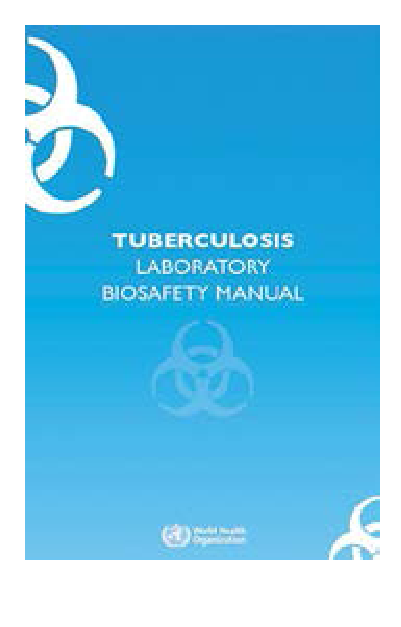 TUBERCULOSIS
LABORATORY
BIOSAFETY MANUAL
World Health
Organization